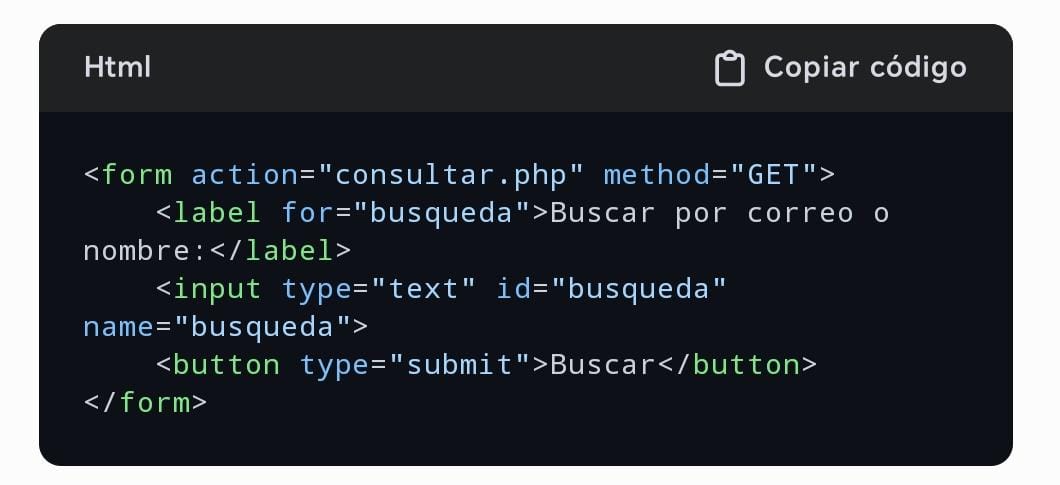 Html
Copiar código
<form action="consultar.php" method="GET">
    <label for="busqueda">Buscar por correo o
nombre:</label>
    <input type="text" id="busqueda"
name="busqueda">
    <button type="submit">Buscar</button>
</form>